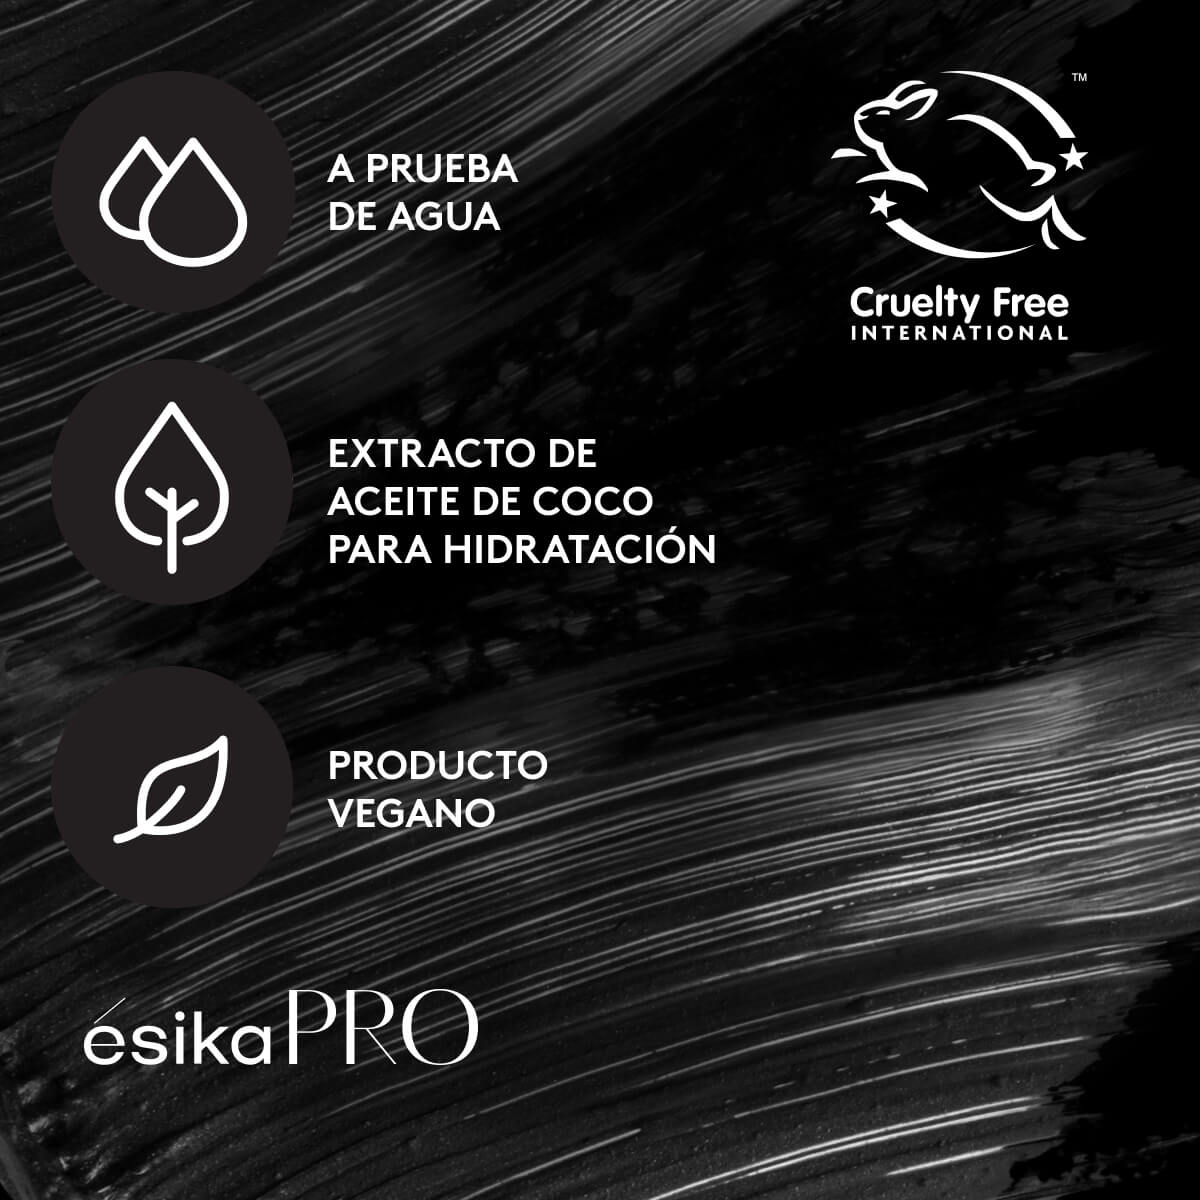 A PRUEBA
DE AGUA
™
Cruelty Free
INTERNATIONAL
EXTRACTO DE
ACEITE DE COCO
PARA HIDRATACIÓN
PRODUCTO
VEGANO
ésikaPRO